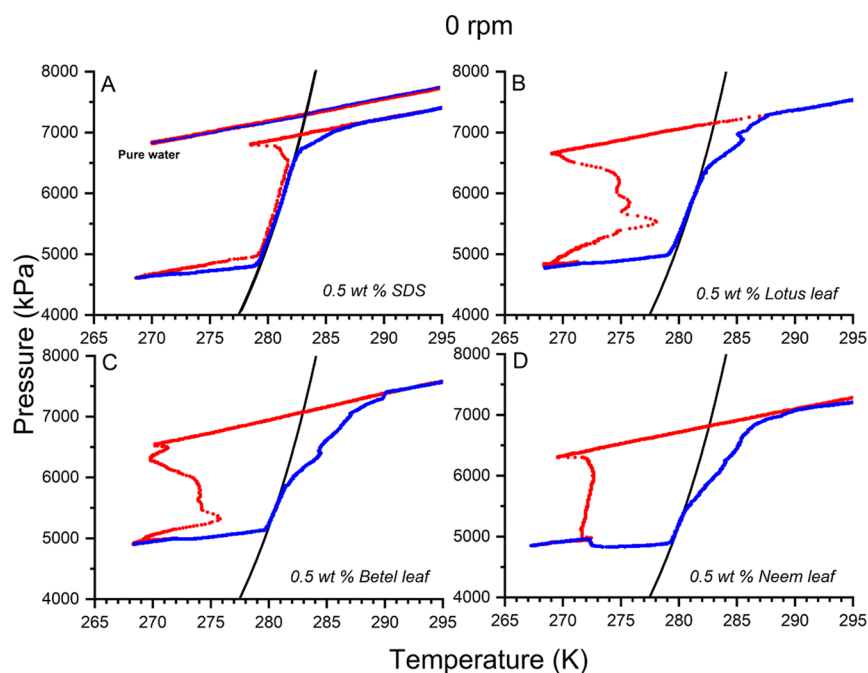 0 rpm
A
B
8000
7000
6000
5000
4000
Pure water
0.5 wt % SDS
265 270 275 280 285 290 295
8000
7000
6000
5000
4000
0.5 wt % Lotus leaf
265 270 275 280 285 290 295
Pressure (kPa)
C
D
8000
7000
6000
5000
4000
0.5 wt % Betel leaf
265 270 275 280 285 290 295
8000
7000
6000
5000
4000
0.5 wt % Neem leaf
265 270 275 280 285 290 295
Temperature (K)